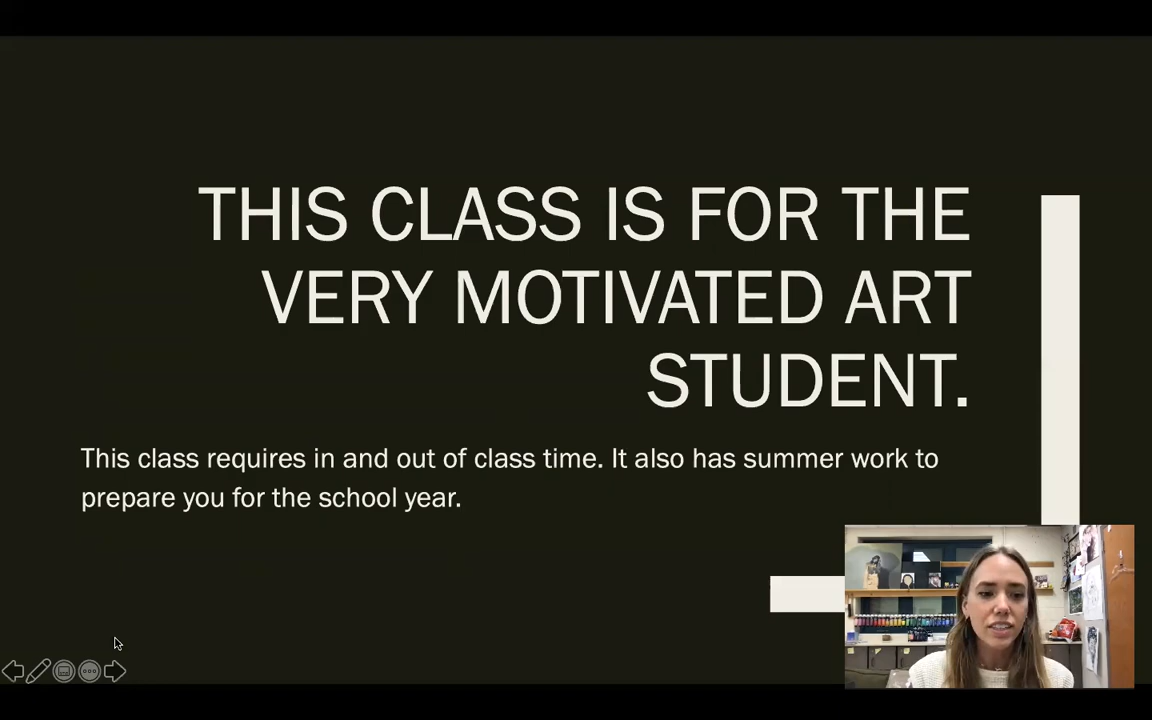 THIS CLASS IS FOR THE
VERY MOTIVATED ART
STUDENT.
This class requires in and out of class time. It also has summer work to
prepare you for the school year.